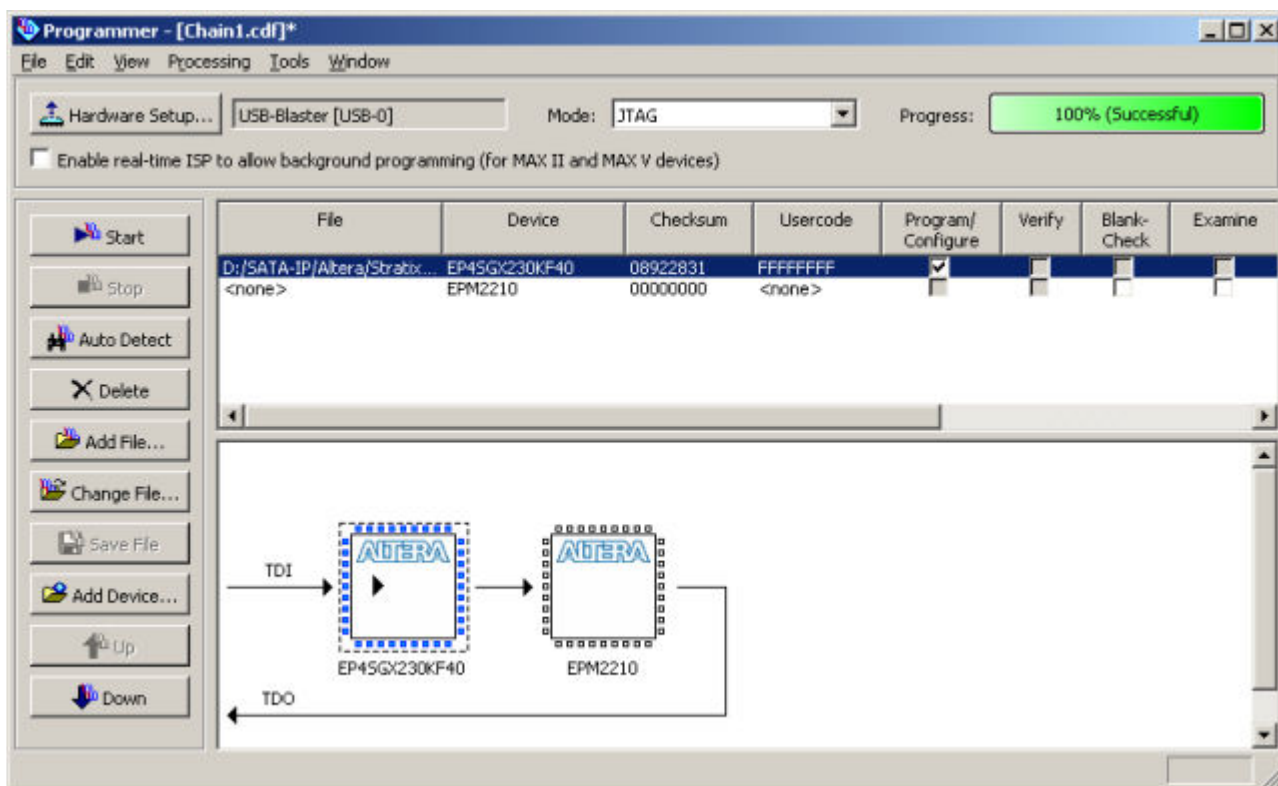 Programmer - [Chain1.cdf]*
File Edit View Processing Tools Window
Hardware Setup... USB-Blaster [USB-0] Mode: JTAG Progress: 100% (Successful)
Enable real-time ISP to allow background programming (for MAX II and MAX V devices)
File Device Checksum Usercode Program/ Configure Verify Blank- Check Examine
D:/SATA-IP/Altera/Stratix... EP4SGX230KF40 08922831 FFFFFFFF
<none> EPM2210 00000000 <none>
Start
Stop
Auto Detect
Delete
Add File...
Change File...
Save File
Add Device...
Up
Down
ALTERA ALTERA
TDI
EP4SGX230KF40 EPM2210
TDO